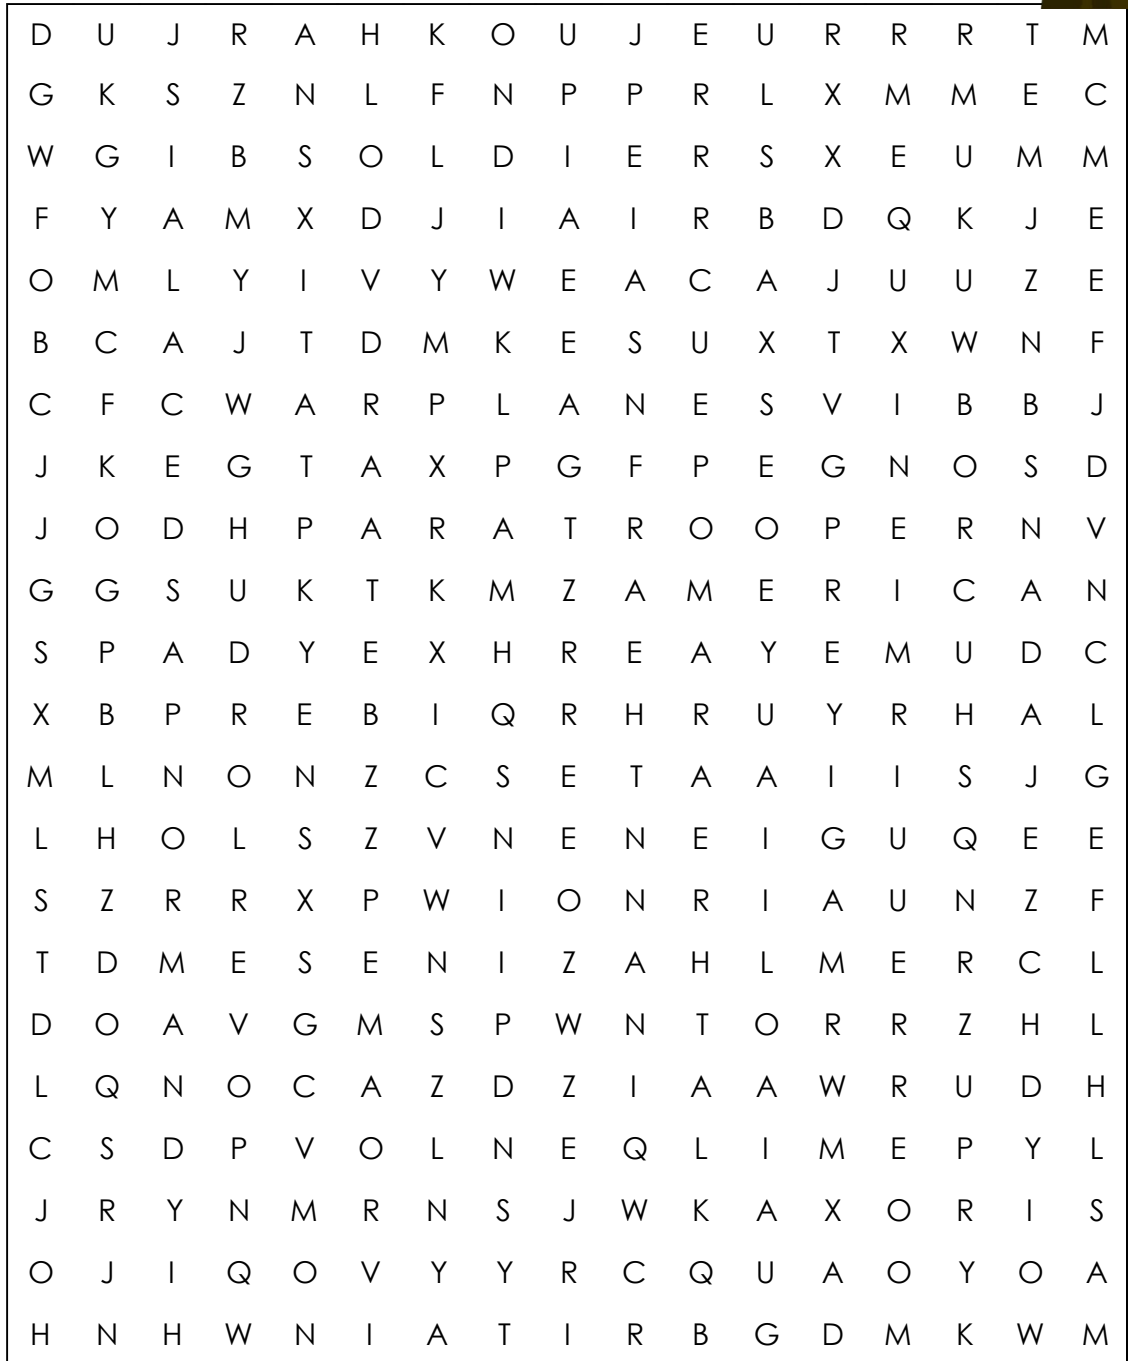 D U J R A H K O U J E U R R R T M
G K S Z N L F N P P R L X M M E C
W G I B S O L D I E R S X E U M M
F Y A M X D J I A I R B D Q K J E
O M L Y I V Y W E A C A J U U Z E
B C A J T D M K E S U X T X W N F
C F C W A R P L A N E S V I B B J
J K E G T A X P G F P E G N O S D
J O D H P A R A T R O O P E R N V
G G S U K T K M Z A M E R I C A N
S P A D Y E X H R E A Y E M U D C
X B P R E B I Q R H R U Y R H A L
M L N O N Z C S E T A A I I S J G
L H O L S Z V N E N E I G U Q E E
S Z R R X P W I O N R I A U N Z F
T D M E S E N I Z A H L M E R C L
D O A V G M S P W N T O R R Z H L
L Q N O C A Z D Z I A A W R U D H
C S D P V O L N E Q L I M E P Y L
J R Y N M R N S J W K A X O R I S
O J I Q O V Y Y R C Q U A O Y O A
H N H W N I A T I R B G D M K W M